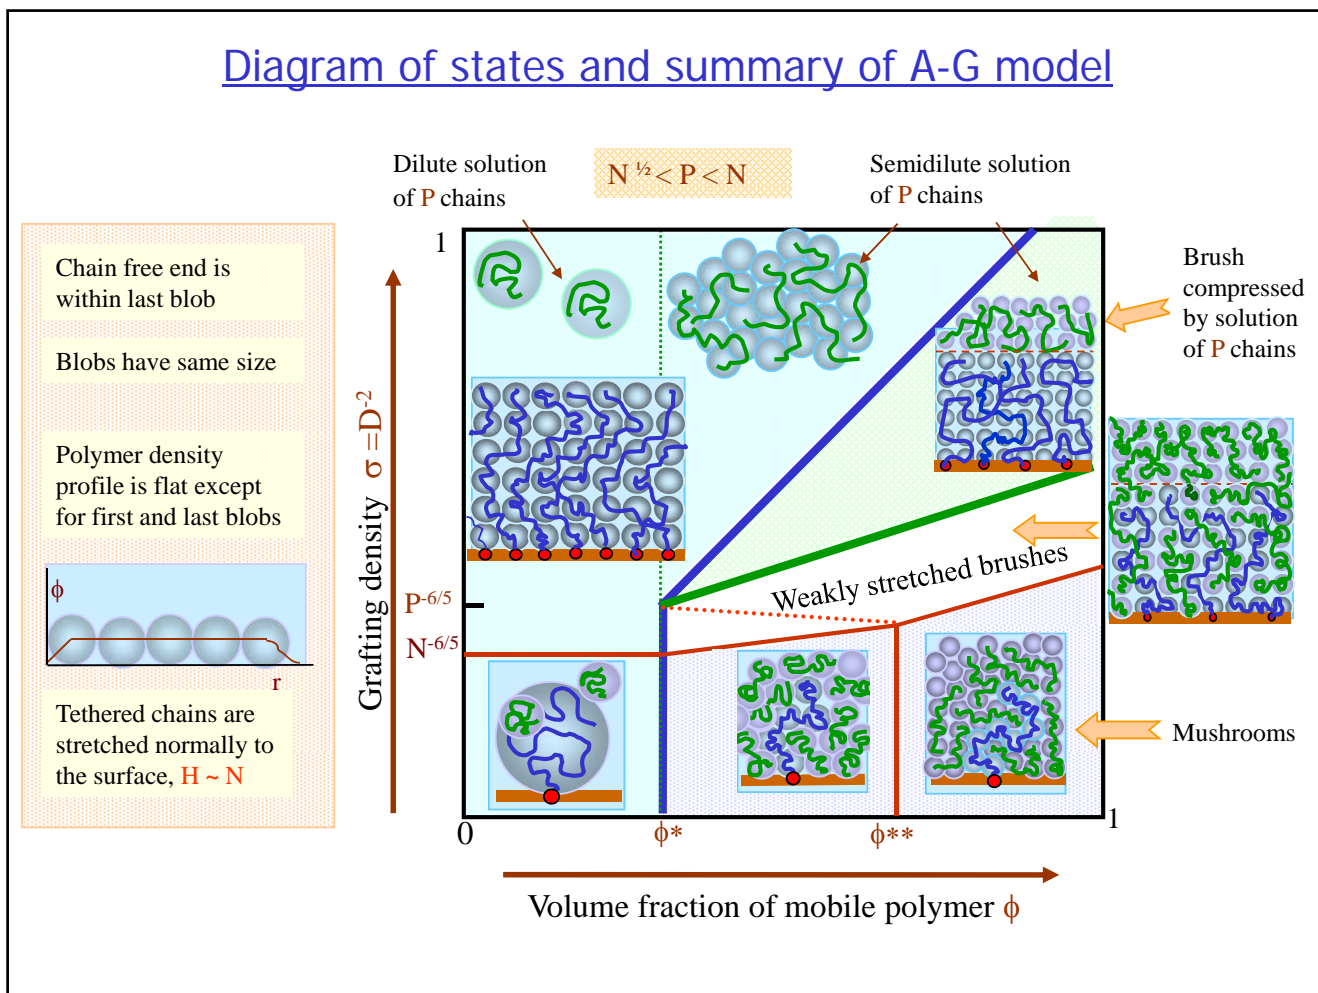 Diagram of states and summary of A-G model
Dilute solution
of P chains
N ½ < P < N
Semidilute solution
of P chains
Chain free end is
within last blob
Blobs have same size
Polymer density
profile is flat except
for first and last blobs
ϕ
r
Tethered chains are
stretched normally to
the surface, H ~ N
1
Grafting density σ = D⁻²
P⁻⁶/⁵
N⁻⁶/⁵
Brush
compressed
by solution
of P chains
Weakly stretched brushes
Mushrooms
0
ϕ*
ϕ**
1
Volume fraction of mobile polymer ϕ